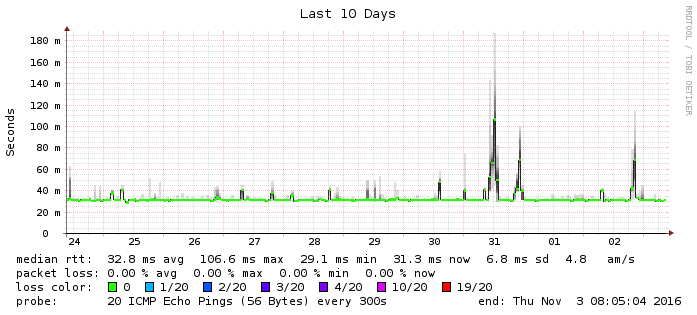 Last 10 Days
RRDTOOL / TOBI OETIKER
Seconds
180 m
160 m
140 m
120 m
100 m
80 m
60 m
40 m
20 m
0
24 25 26 27 28 29 30 31 01 02
median rtt: 32.8 ms avg 106.6 ms max 29.1 ms min 31.3 ms now 6.8 ms sd 4.8 am/s
packet loss: 0.00 % avg 0.00 % max 0.00 % min 0.00 % now
loss color: 0 1/20 2/20 3/20 4/20 10/20 19/20
probe: 20 ICMP Echo Pings (56 Bytes) every 300s end: Thu Nov 3 08:05:04 2016